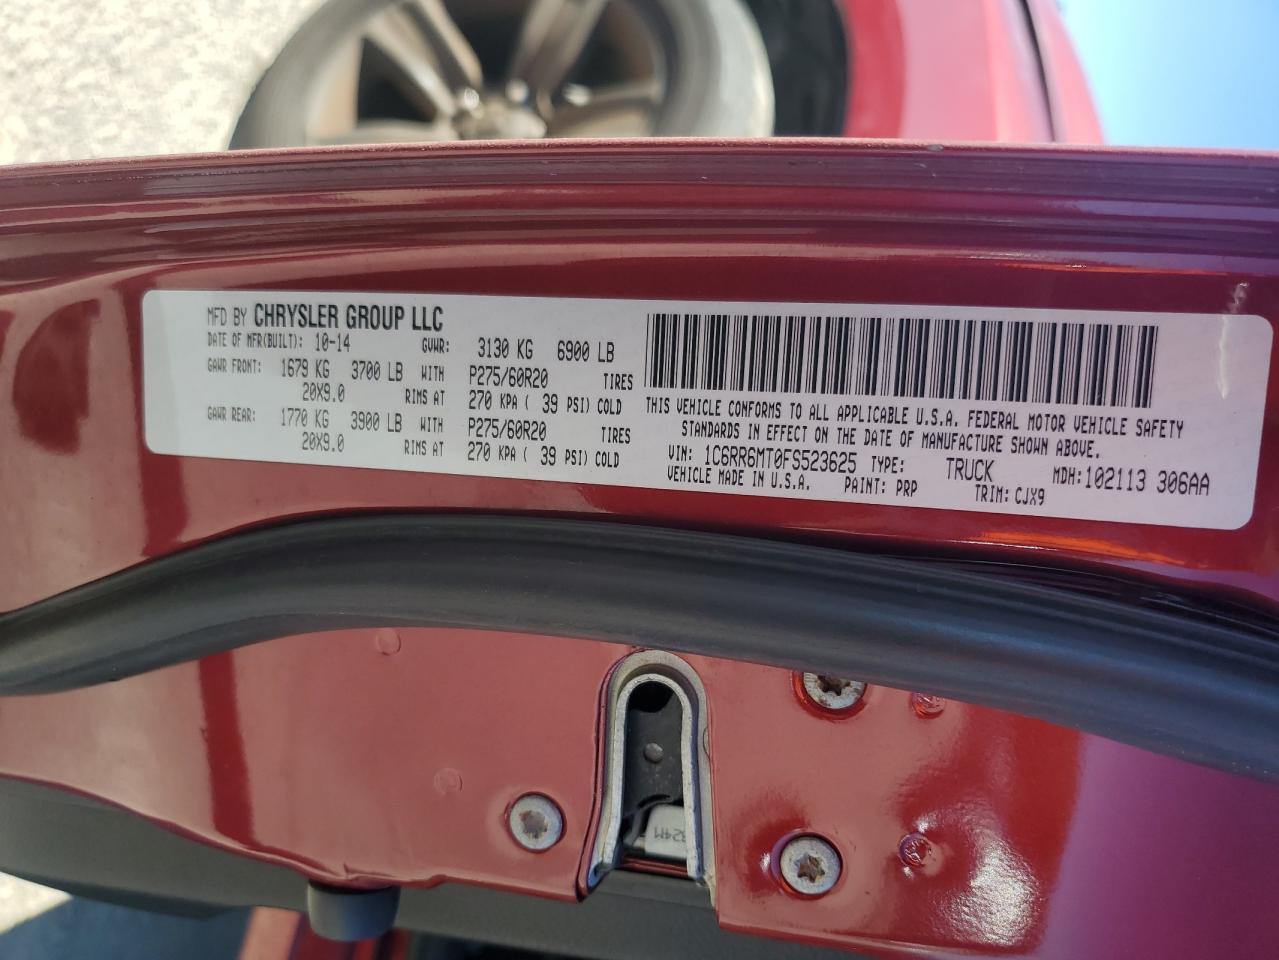 MFD BY CHRYSLER GROUP LLC
DATE OF MFR(BUILT): 10-14 GVWR: 3130 KG 6900 LB
GAWR FRONT: 1679 KG 3700 LB WITH P275/60R20 TIRES
20X9.0 RIMS AT 270 KPA ( 39 PSI) COLD
GAWR REAR: 1770 KG 3900 LB WITH P275/60R20 TIRES
20X9.0 RIMS AT 270 KPA ( 39 PSI) COLD
THIS VEHICLE CONFORMS TO ALL APPLICABLE U.S.A. FEDERAL MOTOR VEHICLE SAFETY
STANDARDS IN EFFECT ON THE DATE OF MANUFACTURE SHOWN ABOVE.
VIN: 1C6RR6MT0FS523625 TYPE: TRUCK MDH:102113 306AA
VEHICLE MADE IN U.S.A. PAINT: PRP TRIM: CJX9